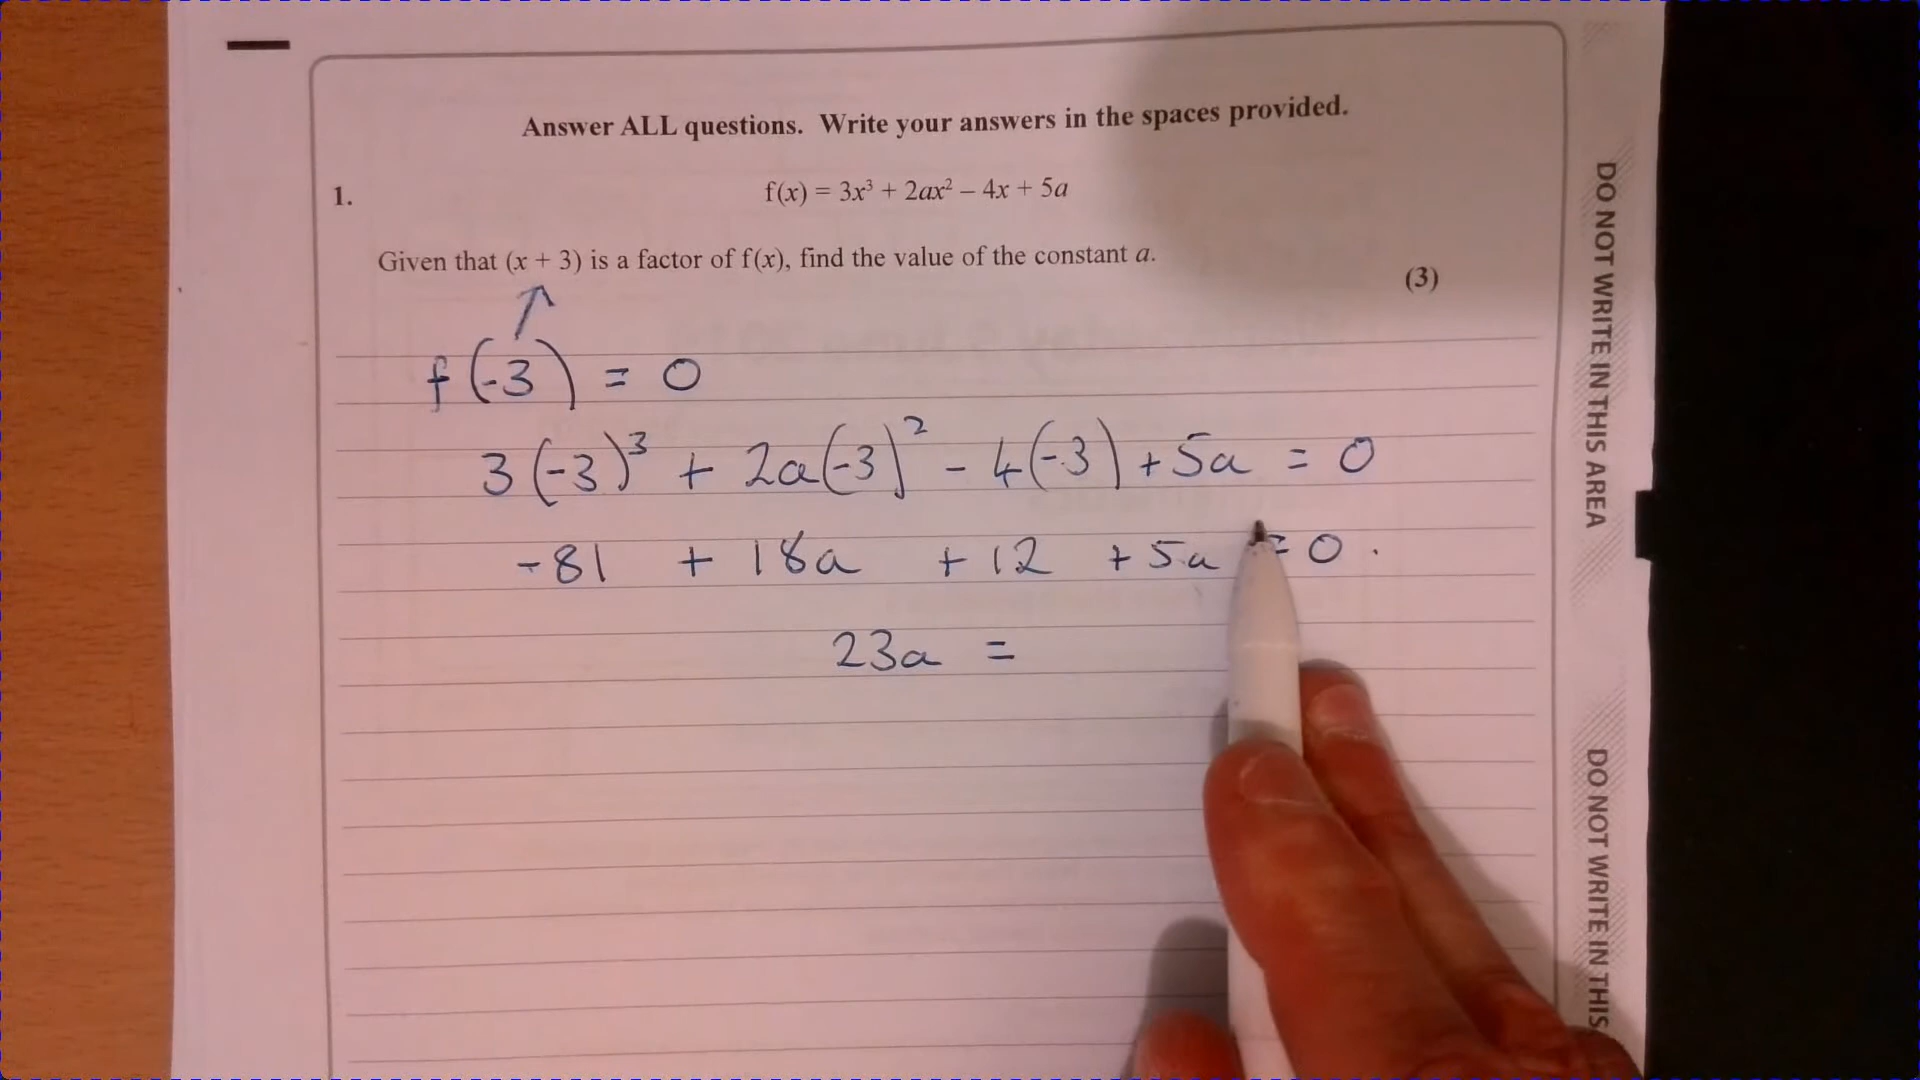 Answer ALL questions. Write your answers in the spaces provided.
1.
f(x) = 3x³ + 2ax² – 4x + 5a
Given that (x + 3) is a factor of f(x), find the value of the constant a.
(3)
f(-3) = 0
3(-3)³ + 2a(-3)² - 4(-3) + 5a = 0
-81 + 18a + 12 + 5a = 0 .
23a =
DO NOT WRITE IN THIS AREA
DO NOT WRITE IN THIS